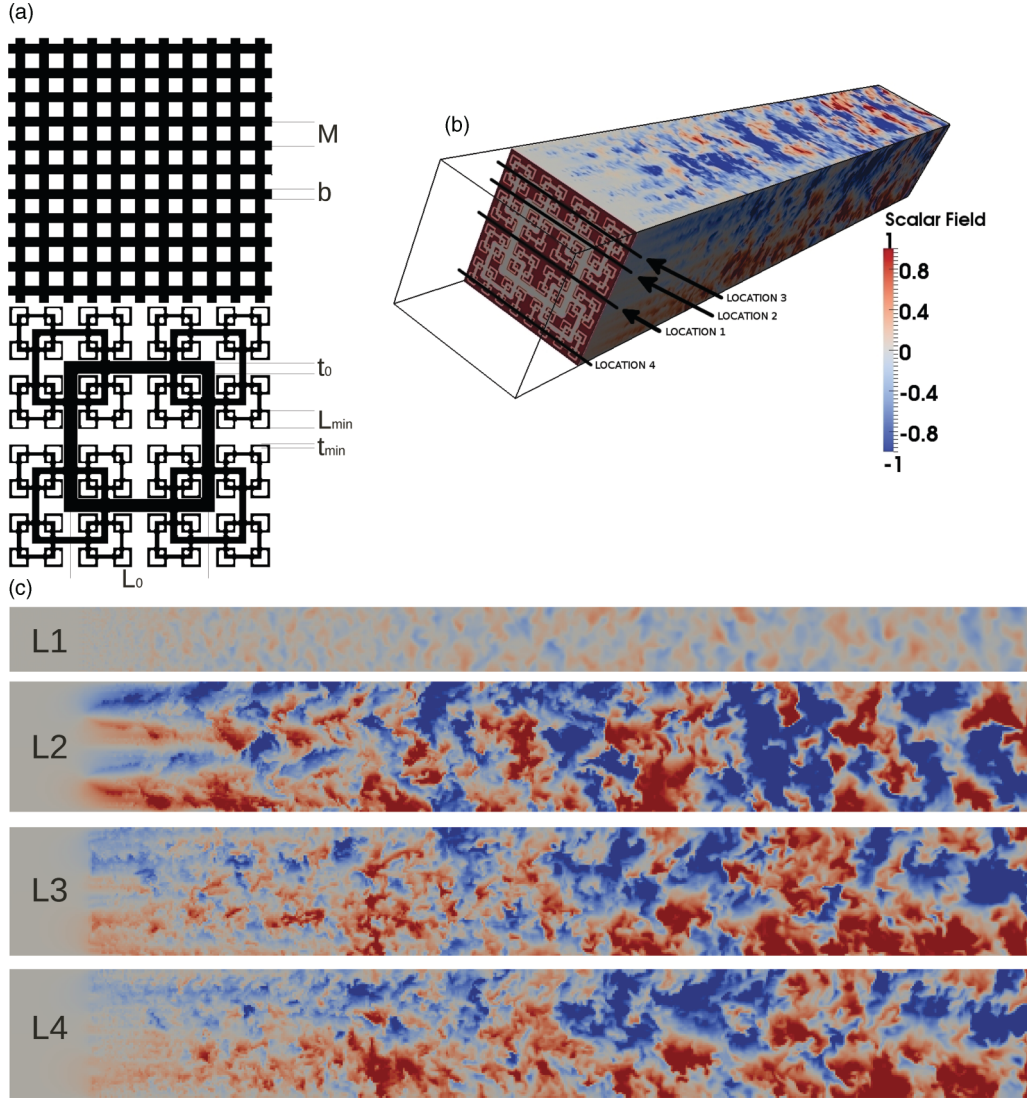 (a)
M
b
t0
Lmin
tmin
L0
(b)
LOCATION 3
LOCATION 2
LOCATION 1
LOCATION 4
Scalar Field
1
0.8
0.4
0
-0.4
-0.8
-1
(c)
L1
L2
L3
L4